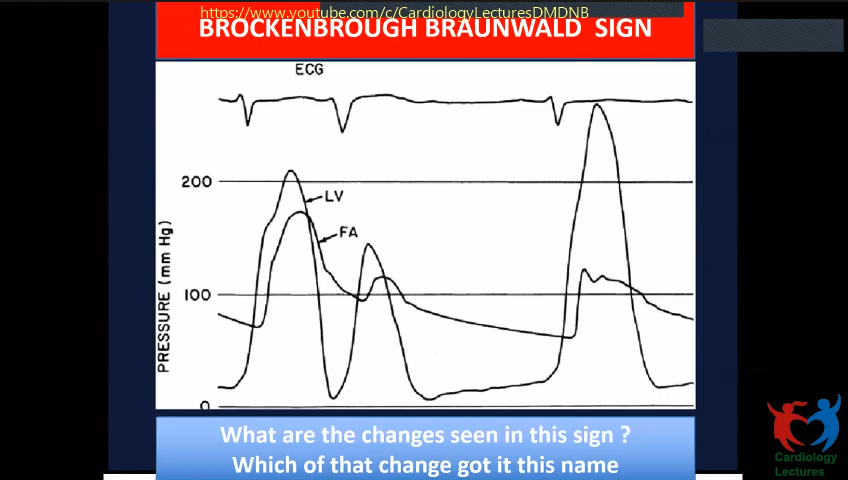 https://www.youtube.com/c/CardiologyLecturesDMDNB
BROCKENBROUGH BRAUNWALD SIGN
ECG
200
LV
FA
100
PRESSURE (mm Hg)
0
What are the changes seen in this sign ?
Which of that change got it this name
Cardiology
Lectures